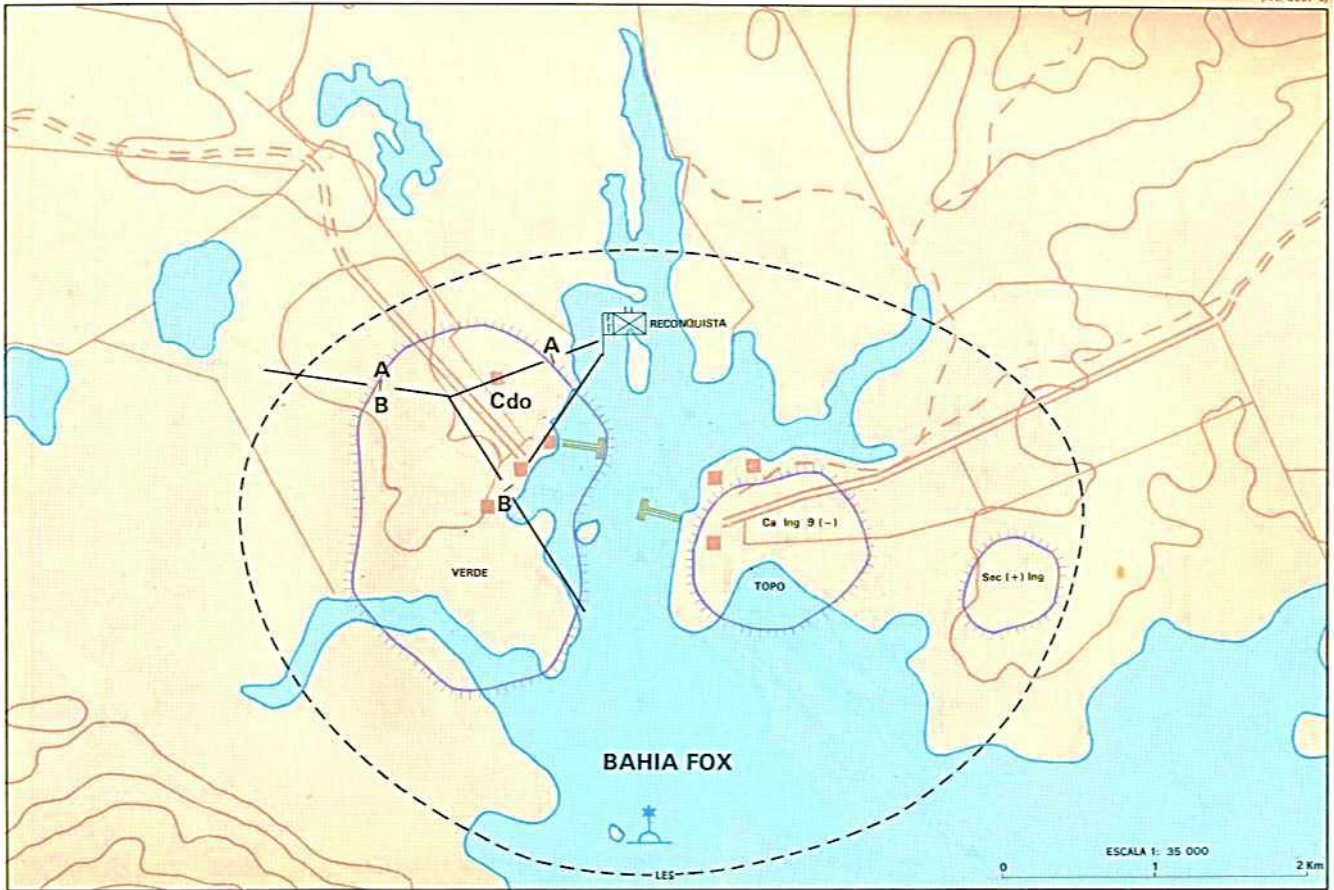 RECONQUISTA
A
A
B
Cdo
B
Ca Ing 9 (-)
VERDE
TOPO
Sec (+) Ing
BAHIA FOX
LES
ESCALA 1: 35 000
0 1 2 Km